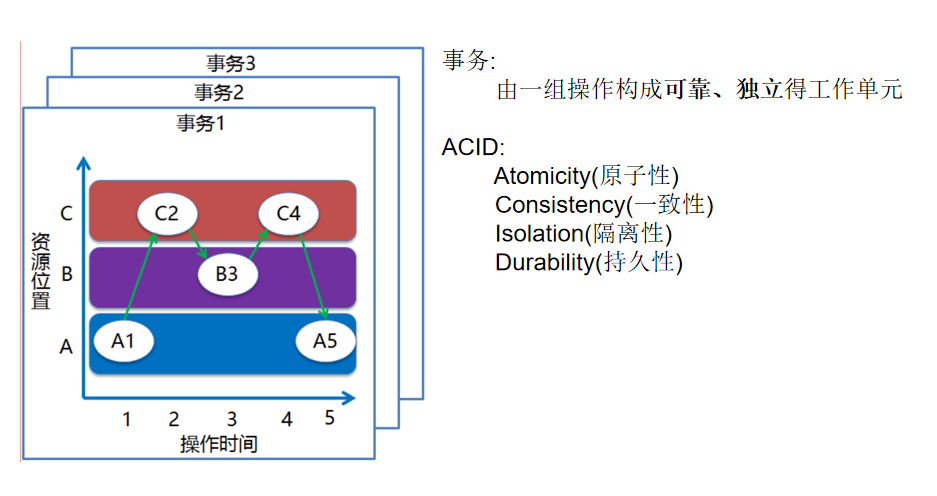 事务3
事务2
事务1
C
B
A
资源位置
C2
C4
B3
A1
A5
1 2 3 4 5
操作时间
事务:
由一组操作构成可靠、独立得工作单元
ACID:
Atomicity(原子性)
Consistency(一致性)
Isolation(隔离性)
Durability(持久性)